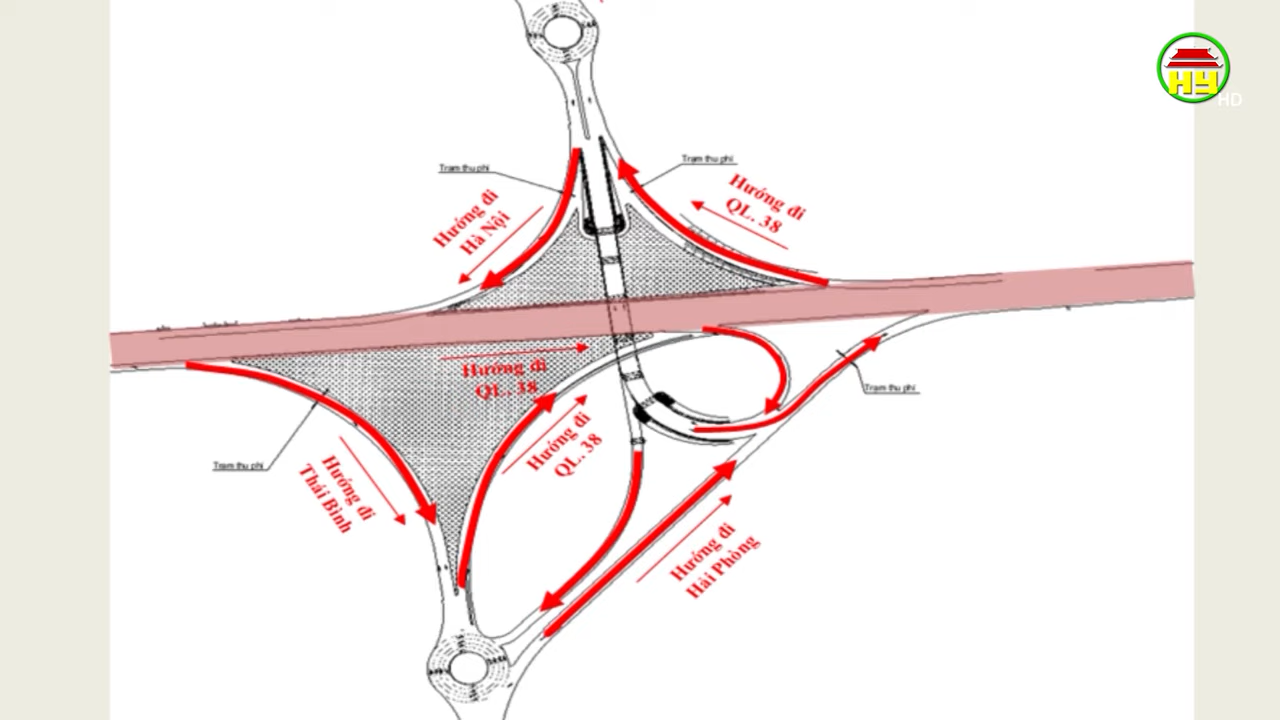 HY
HD
Trạm thu phí
Trạm thu phí
Hướng đi
QL. 38
Hướng đi
Hà Nội
Hướng đi
QL. 38
Trạm thu phí
Hướng đi
QL. 38
Trạm thu phí
Hướng đi
Thái Bình
Hướng đi
Hải Phòng